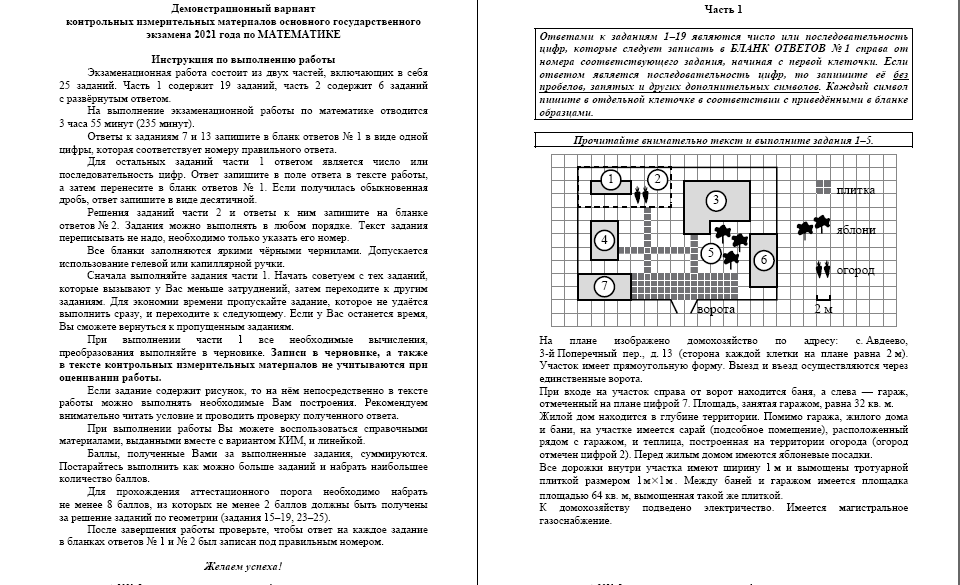 Демонстрационный вариант
контрольных измерительных материалов основного государственного
экзамена 2021 года по МАТЕМАТИКЕ
Инструкция по выполнению работы
Экзаменационная работа состоит из двух частей, включающих в себя
25 заданий. Часть 1 содержит 19 заданий, часть 2 содержит 6 заданий
с развёрнутым ответом.
На выполнение экзаменационной работы по математике отводится
3 часа 55 минут (235 минут).
Ответы к заданиям 7 и 13 запишите в бланк ответов № 1 в виде одной
цифры, которая соответствует номеру правильного ответа.
Для остальных заданий части 1 ответом является число или
последовательность цифр. Ответ запишите в поле ответа в тексте работы,
а затем перенесите в бланк ответов № 1. Если получилась обыкновенная
дробь, ответ запишите в виде десятичной.
Решения заданий части 2 и ответы к ним запишите на бланке
ответов № 2. Задания можно выполнять в любом порядке. Текст задания
переписывать не надо, необходимо только указать его номер.
Все бланки заполняются яркими чёрными чернилами. Допускается
использование гелевой или капиллярной ручки.
Сначала выполняйте задания части 1. Начать советуем с тех заданий,
которые вызывают у Вас меньше затруднений, затем переходите к другим
заданиям. Для экономии времени пропускайте задание, которое не удаётся
выполнить сразу, и переходите к следующему. Если у Вас останется время,
Вы сможете вернуться к пропущенным заданиям.
При выполнении части 1 все необходимые вычисления,
преобразования выполняйте в черновике. Записи в черновике, а также
в тексте контрольных измерительных материалов не учитываются при
оценивании работы.
Если задание содержит рисунок, то на нём непосредственно в тексте
работы можно выполнять необходимые Вам построения. Рекомендуем
внимательно читать условие и проводить проверку полученного ответа.
При выполнении работы Вы можете воспользоваться справочными
материалами, выданными вместе с вариантом КИМ, и линейкой.
Баллы, полученные Вами за выполненные задания, суммируются.
Постарайтесь выполнить как можно больше заданий и набрать наибольшее
количество баллов.
Для прохождения аттестационного порога необходимо набрать
не менее 8 баллов, из которых не менее 2 баллов должны быть получены
за решение заданий по геометрии (задания 15–19, 23–25).
После завершения работы проверьте, чтобы ответ на каждое задание
в бланках ответов № 1 и № 2 был записан под правильным номером.
Желаем успеха!
Часть 1
Ответами к заданиям 1–19 являются число или последовательность
цифр, которые следует записать в БЛАНК ОТВЕТОВ № 1 справа от
номера соответствующего задания, начиная с первой клеточки. Если
ответом является последовательность цифр, то запишите её без
пробелов, запятых и других дополнительных символов. Каждый символ
пишите в отдельной клеточке в соответствии с приведёнными в бланке
образцами.
Прочитайте внимательно текст и выполните задания 1–5.
1
2
3
4
5
6
7
плитка
яблони
огород
ворота
2 м
На плане изображено домохозяйство по адресу: с. Авдеево,
3-й Поперечный пер., д. 13 (сторона каждой клетки на плане равна 2 м).
Участок имеет прямоугольную форму. Выезд и въезд осуществляются через
единственные ворота.
При входе на участок справа от ворот находится баня, а слева — гараж,
отмеченный на плане цифрой 7. Площадь, занятая гаражом, равна 32 кв. м.
Жилой дом находится в глубине территории. Помимо гаража, жилого дома
и бани, на участке имеется сарай (подсобное помещение), расположенный
рядом с гаражом, и теплица, построенная на территории огорода (огород
отмечен цифрой 2). Перед жилым домом имеются яблоневые посадки.
Все дорожки внутри участка имеют ширину 1 м и вымощены тротуарной
плиткой размером 1м×1м. Между баней и гаражом имеется площадка
площадью 64 кв. м, вымощенная такой же плиткой.
К домохозяйству подведено электричество. Имеется магистральное
газоснабжение.